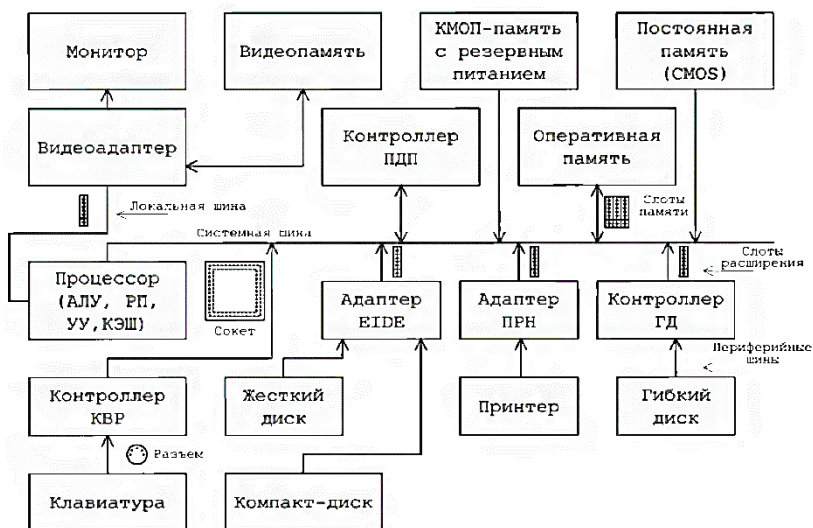 Монитор
Видеопамять
КМОП-память
с резервным
питанием
Постоянная
память
(CMOS)
Видеоадаптер
Контроллер
ПДП
Оперативная
память
Локальная шина
Слоты
памяти
Системная шина
Слоты
расширения
Процессор
(АЛУ, РП,
УУ,КЭШ)
Сокет
Адаптер
EIDE
Адаптер
ПРН
Контроллер
ГД
Периферийные
шины
Контроллер
КВР
Жесткий
диск
Принтер
Гибкий
диск
Разъем
Клавиатура
Компакт-диск